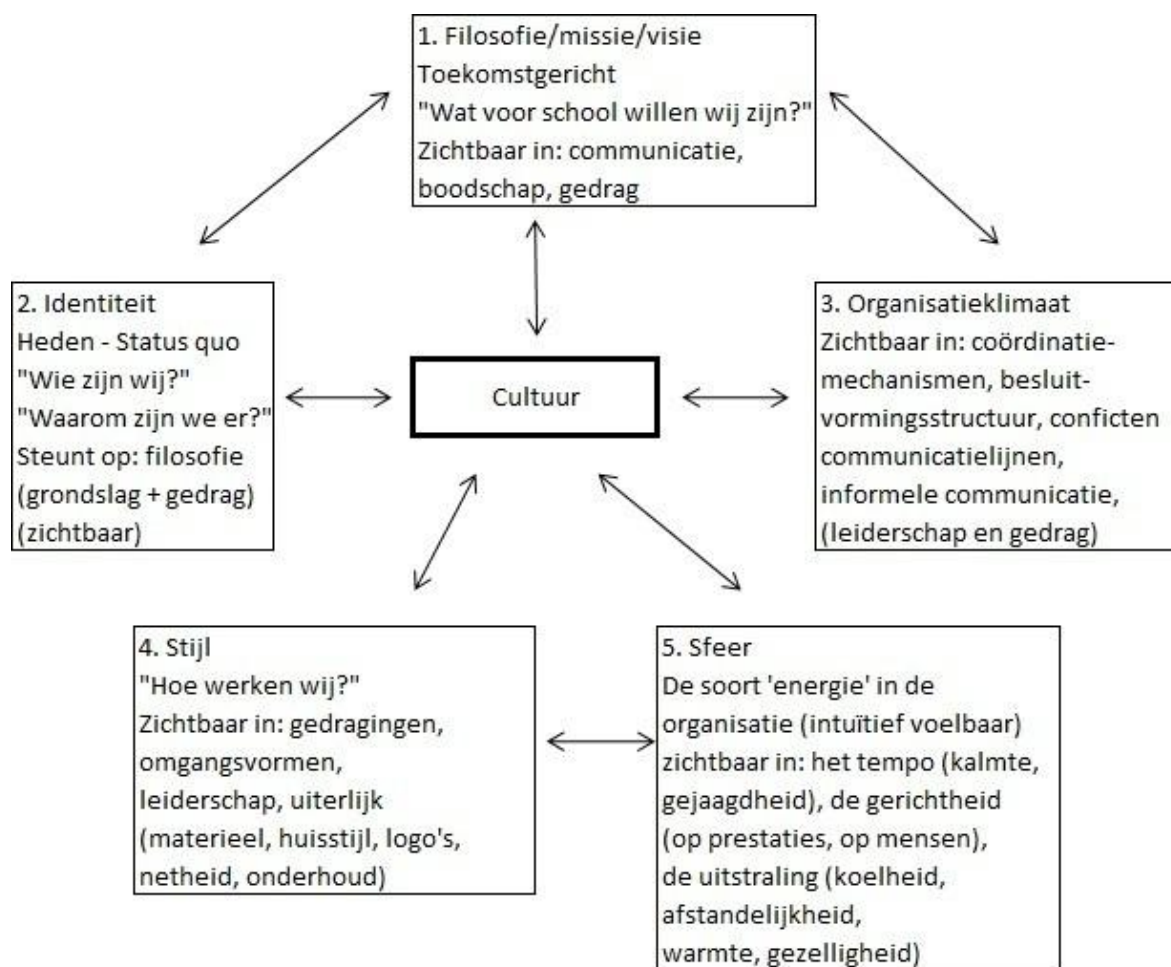 1. Filosofie/missie/visie
Toekomstgericht
"Wat voor school willen wij zijn?"
Zichtbaar in: communicatie,
boodschap, gedrag
2. Identiteit
Heden - Status quo
"Wie zijn wij?"
"Waarom zijn we er?"
Steunt op: filosofie
(grondslag + gedrag)
(zichtbaar)
Cultuur
3. Organisatieklimaat
Zichtbaar in: coördinatie-
mechanismen, besluit-
vormingsstructuur, conficten
communicatielijnen,
informele communicatie,
(leiderschap en gedrag)
4. Stijl
"Hoe werken wij?"
Zichtbaar in: gedragingen,
omgangsvormen,
leiderschap, uiterlijk
(materieel, huisstijl, logo's,
netheid, onderhoud)
5. Sfeer
De soort 'energie' in de
organisatie (intuïtief voelbaar)
zichtbaar in: het tempo (kalmte,
gejaagdheid), de gerichtheid
(op prestaties, op mensen),
de uitstraling (koelheid,
afstandelijkheid,
warmte, gezelligheid)